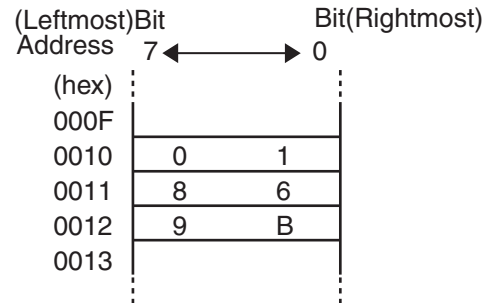 (Leftmost)Bit Bit(Rightmost)
Address 7 0
(hex)
000F
0010 0 1
0011 8 6
0012 9 B
0013